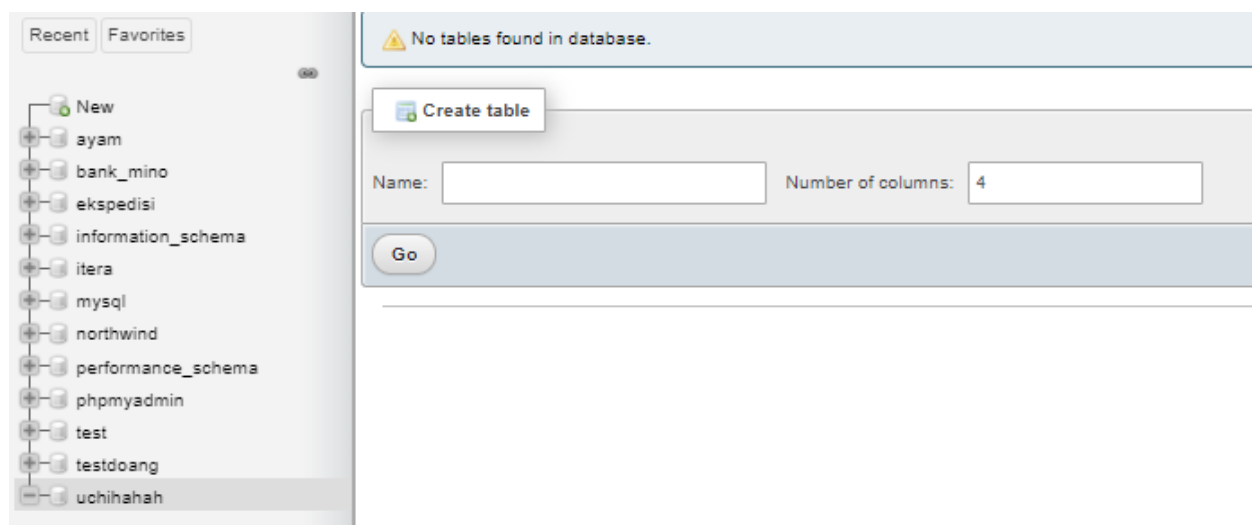 Recent Favorites
New
ayam
bank_mino
ekspedisi
information_schema
itera
mysql
northwind
performance_schema
phpmyadmin
test
testdoang
uchihahah
No tables found in database.
Create table
Name: Number of columns: 4
Go